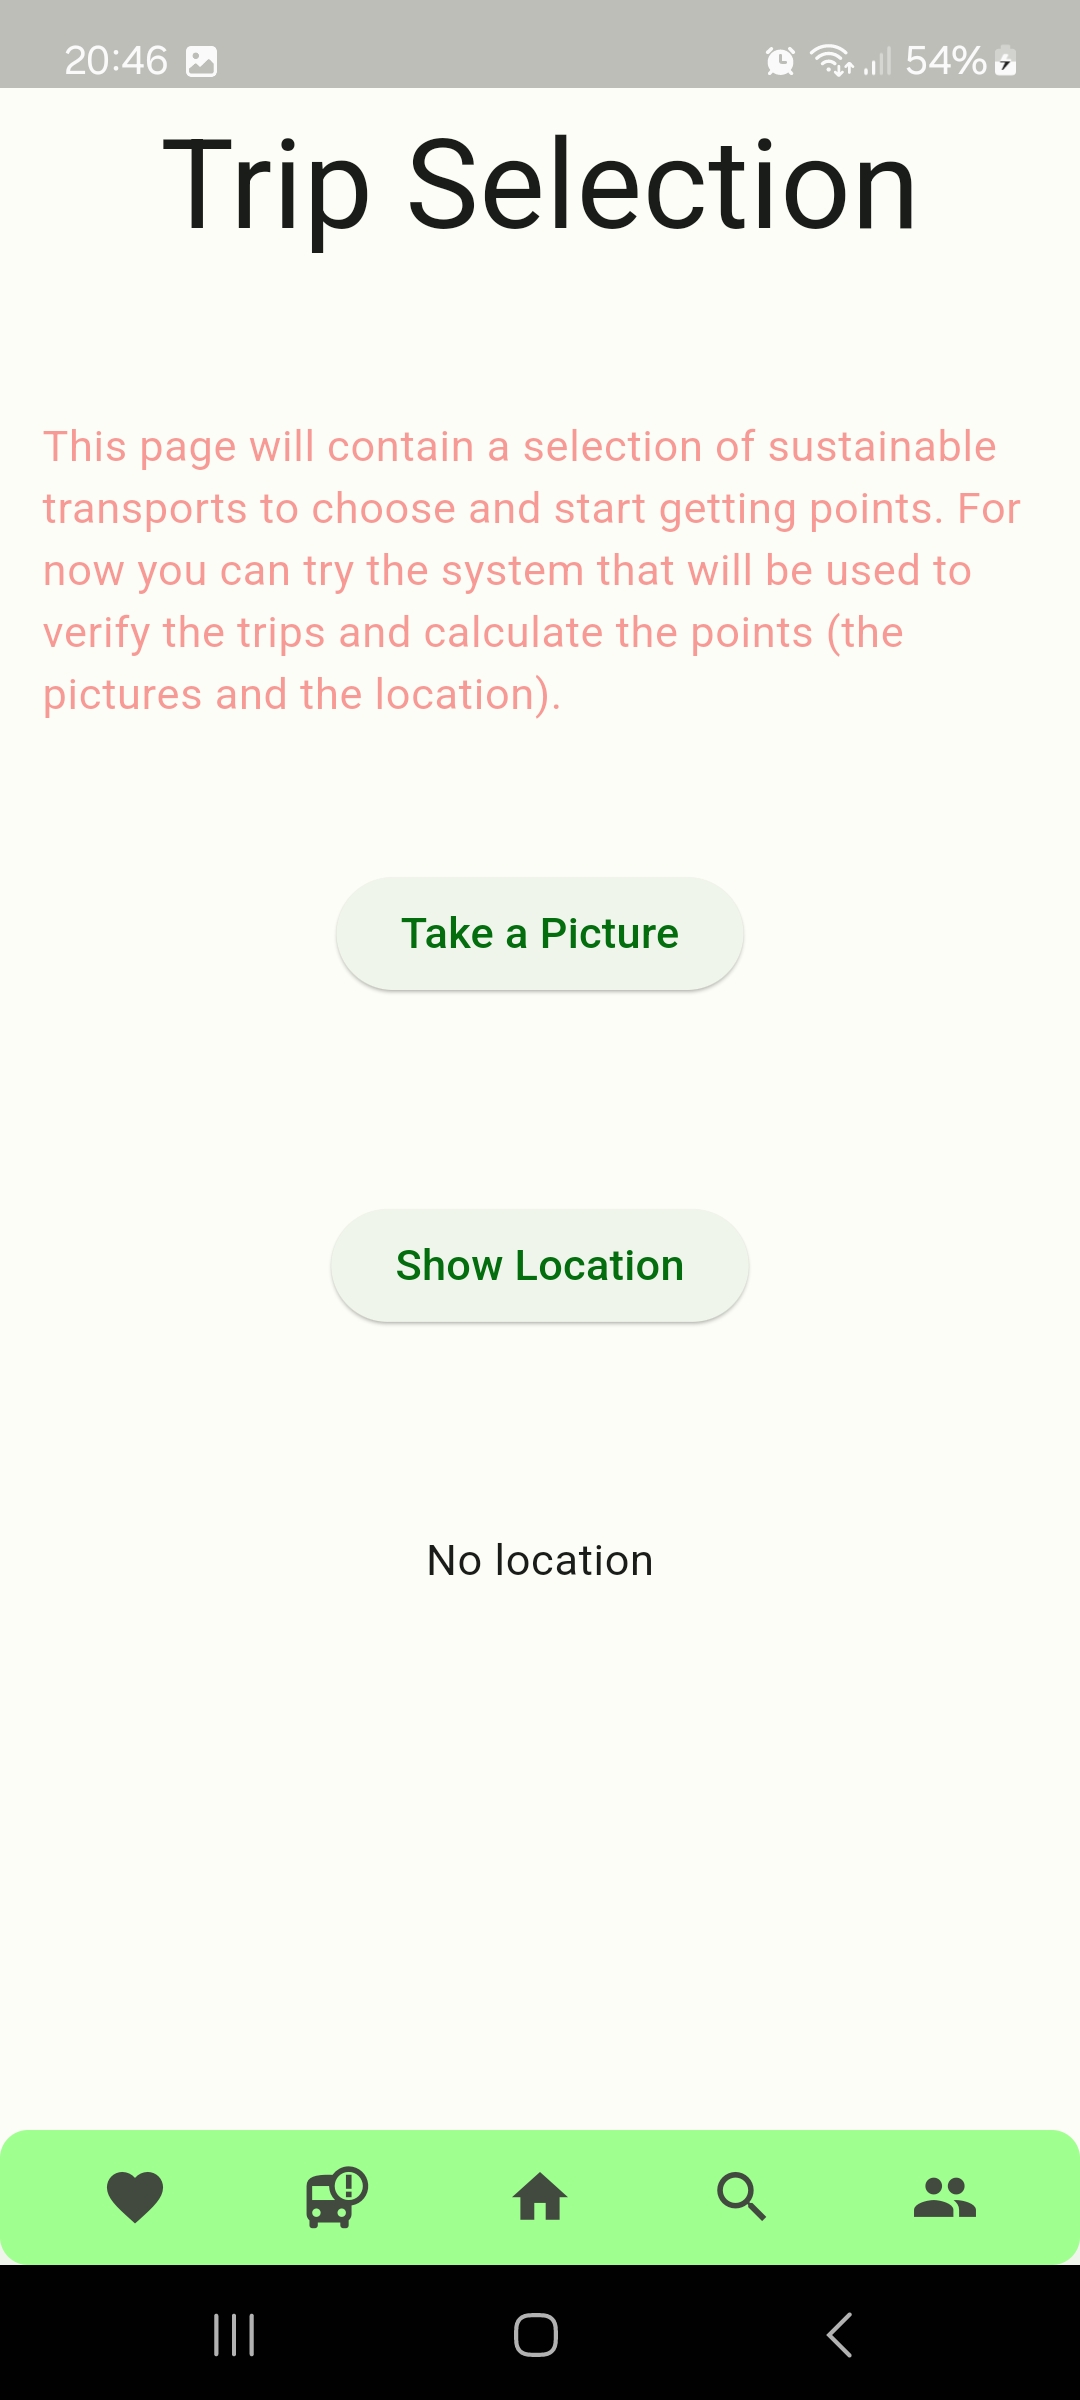 20:46 54%
Trip Selection
This page will contain a selection of sustainable
transports to choose and start getting points. For
now you can try the system that will be used to
verify the trips and calculate the points (the
pictures and the location).
Take a Picture
Show Location
No location